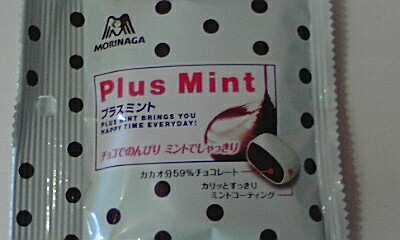 MORINAGA
Plus Mint
プラスミント
PLUS MINT BRINGS YOU
HAPPY TIME EVERYDAY!
チョコでのんびり ミントでしゃっきり
カカオ分59%チョコレート
カリッとすっきり
ミントコーティング